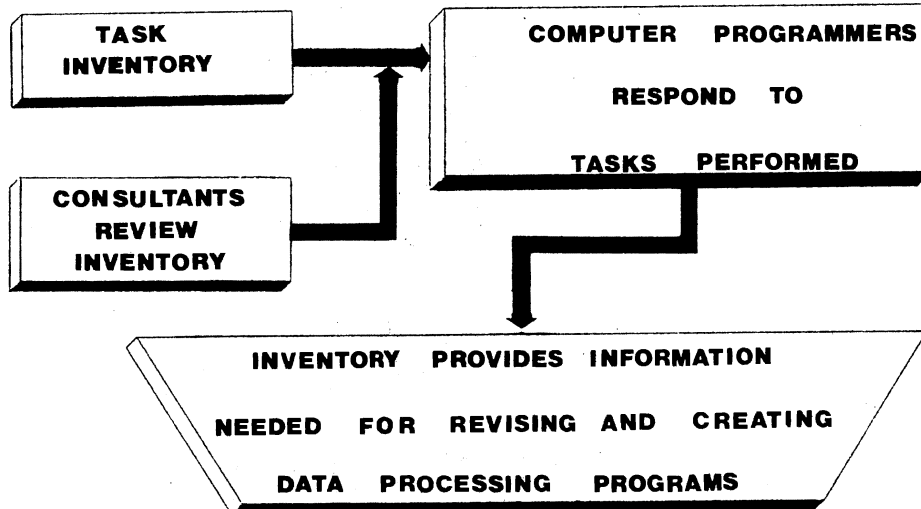 TASK
INVENTORY
COMPUTER PROGRAMMERS
RESPOND TO
TASKS PERFORMED
CONSULTANTS
REVIEW
INVENTORY
INVENTORY PROVIDES INFORMATION
NEEDED FOR REVISING AND CREATING
DATA PROCESSING PROGRAMS